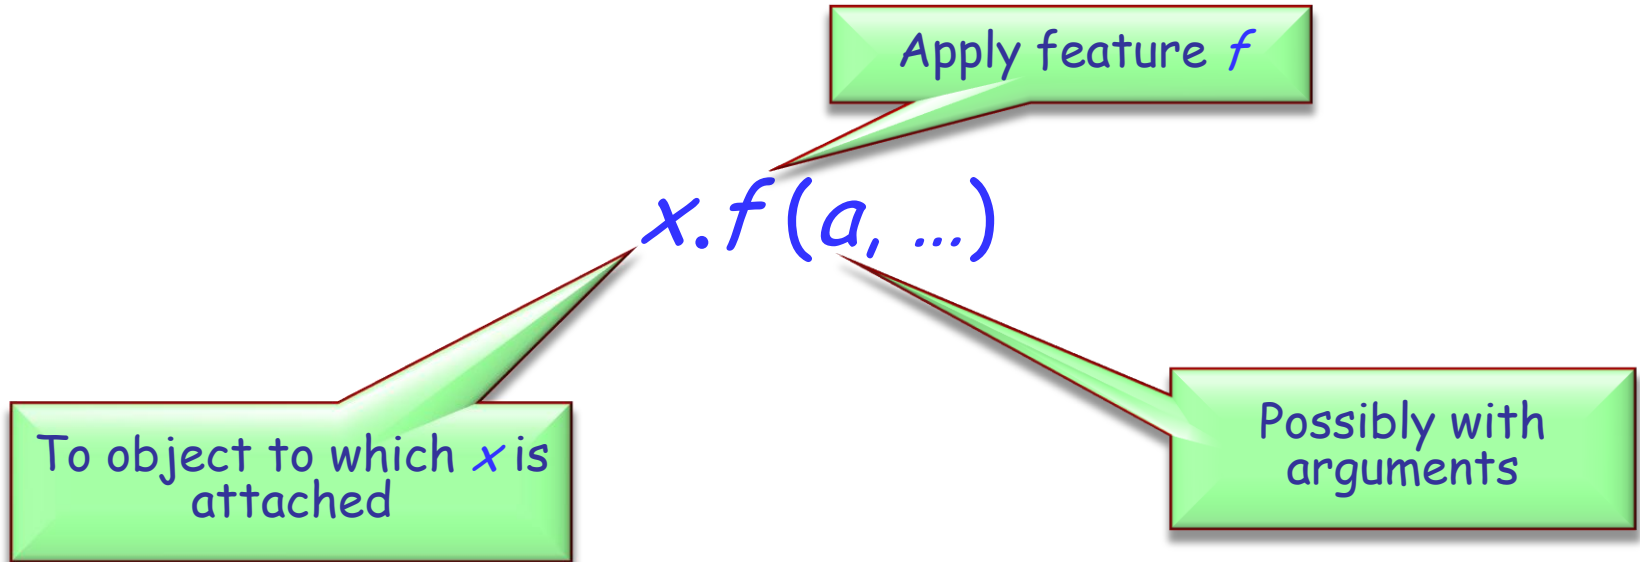 Apply feature f
x.f (a, …)
To object to which x is
attached
Possibly with
arguments